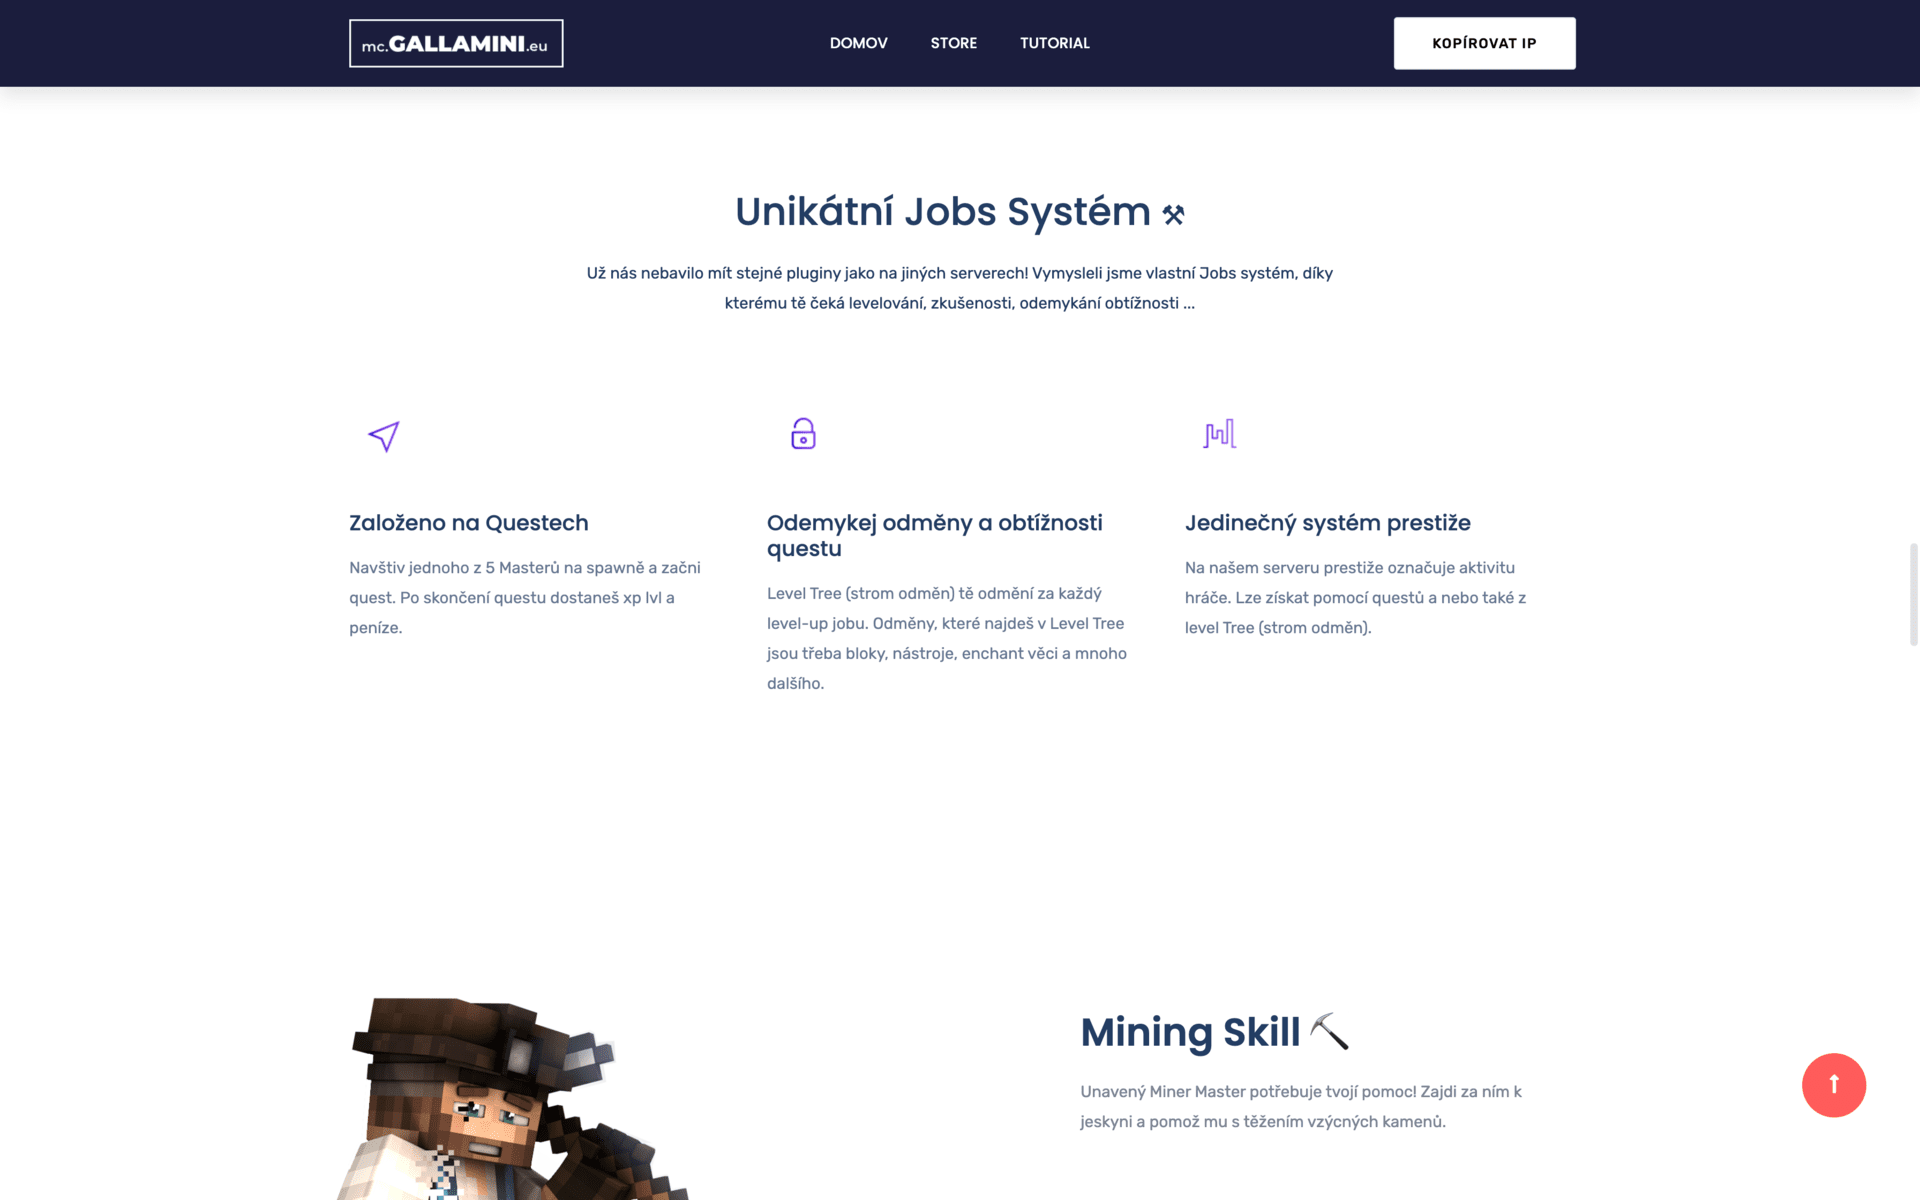 mc.GALLAMINI.eu
DOMOV
STORE
TUTORIAL
KOPÍROVAT IP
Unikátní Jobs Systém ⚒
Už nás nebavilo mít stejné pluginy jako na jiných serverech! Vymysleli jsme vlastní Jobs systém, díky
kterému tě čeká levelování, zkušenosti, odemykání obtížnosti ...
Založeno na Questech
Navštiv jednoho z 5 Masterů na spawně a začni
quest. Po skončení questu dostaneš xp lvl a
peníze.
Odemykej odměny a obtížnosti
questu
Level Tree (strom odměn) tě odmění za každý
level-up jobu. Odměny, které najdeš v Level Tree
jsou třeba bloky, nástroje, enchant věci a mnoho
dalšího.
Jedinečný systém prestiže
Na našem serveru prestiže označuje aktivitu
hráče. Lze získat pomocí questů a nebo také z
level Tree (strom odměn).
Mining Skill ⛏
Unavený Miner Master potřebuje tvojí pomoc! Zajdi za ním k
jeskyni a pomož mu s těžením vzýcných kamenů.